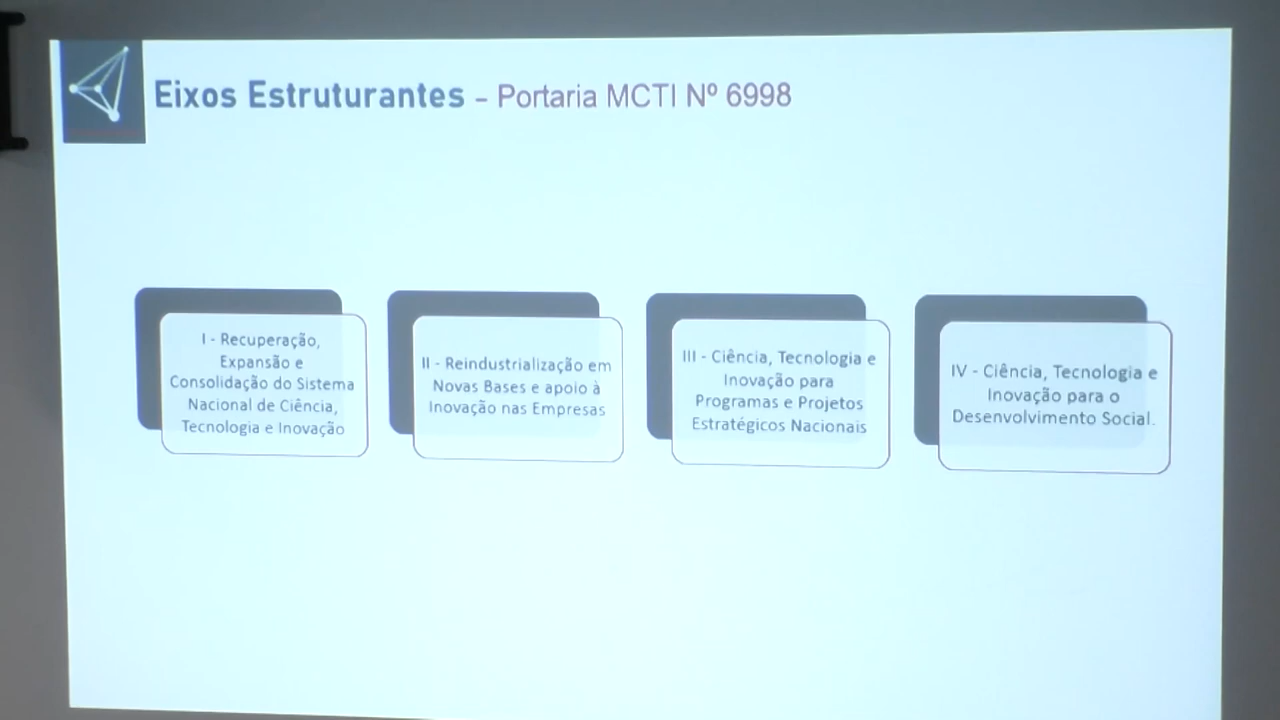 Eixos Estruturantes – Portaria MCTI Nº 6998
I - Recuperação,
Expansão e
Consolidação do Sistema
Nacional de Ciência,
Tecnologia e Inovação
II - Reindustrialização em
Novas Bases e apoio à
Inovação nas Empresas
III - Ciência, Tecnologia e
Inovação para
Programas e Projetos
Estratégicos Nacionais
IV - Ciência, Tecnologia e
Inovação para o
Desenvolvimento Social.